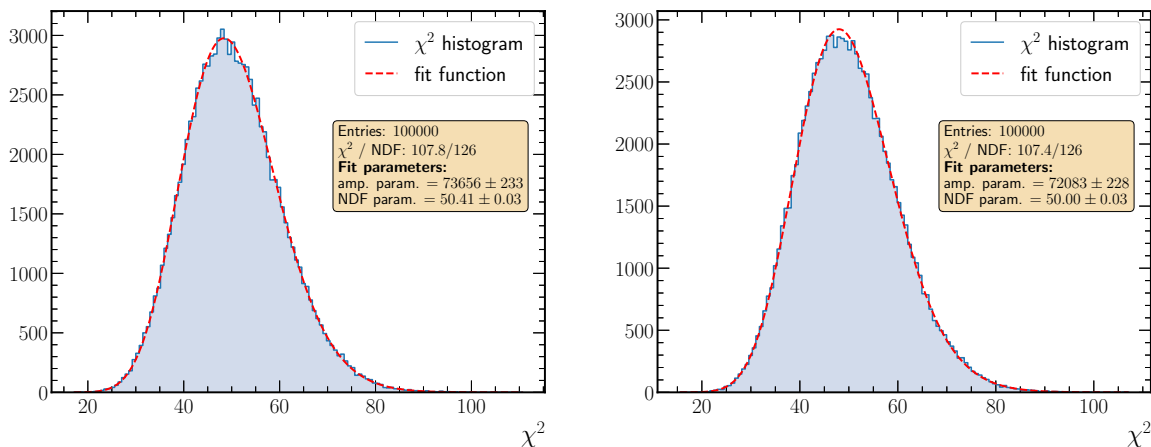 3000
2500
2000
1500
1000
500
0
20 40 60 80 100
χ²
χ² histogram
fit function
Entries: 100000
χ² / NDF: 107.8/126
Fit parameters:
amp. param. = 73656 ± 233
NDF param. = 50.41 ± 0.03
3000
2500
2000
1500
1000
500
0
20 40 60 80 100
χ²
χ² histogram
fit function
Entries: 100000
χ² / NDF: 107.4/126
Fit parameters:
amp. param. = 72083 ± 228
NDF param. = 50.00 ± 0.03